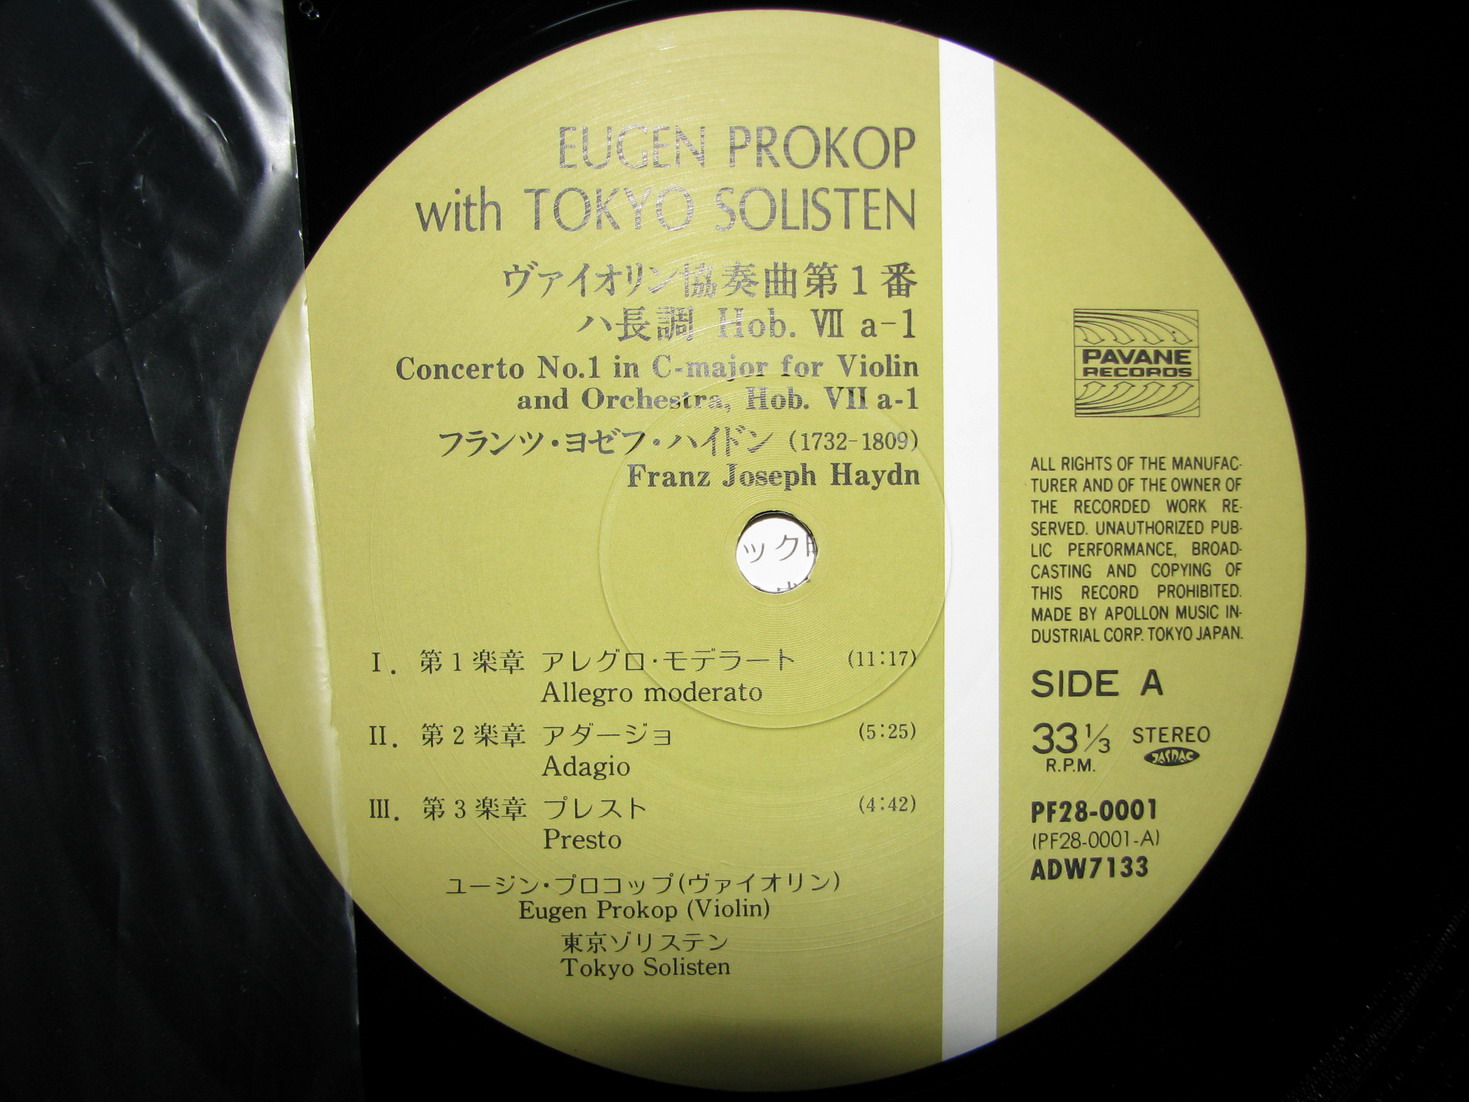 EUGEN PROKOP
with TOKYO SOLISTEN
ヴァイオリン協奏曲第1番
ハ長調 Hob. Ⅶ a-1
Concerto No.1 in C-major for Violin
and Orchestra, Hob. VII a-1
フランツ・ヨゼフ・ハイドン (1732-1809)
Franz Joseph Haydn
ック
I. 第1楽章 アレグロ・モデラート (11:17)
Allegro moderato
II. 第2楽章 アダージョ (5:25)
Adagio
III. 第3楽章 プレスト (4:42)
Presto
ユージン・プロコップ(ヴァイオリン)
Eugen Prokop (Violin)
東京ゾリステン
Tokyo Solisten
PAVANE
RECORDS
ALL RIGHTS OF THE MANUFAC-
TURER AND OF THE OWNER OF
THE RECORDED WORK RE-
SERVED. UNAUTHORIZED PUB-
LIC PERFORMANCE, BROAD-
CASTING AND COPYING OF
THIS RECORD PROHIBITED.
MADE BY APOLLON MUSIC IN-
DUSTRIAL CORP. TOKYO JAPAN.
SIDE A
33 1/3 STEREO
R.P.M. JASRAC
PF28-0001
(PF28-0001-A)
ADW7133